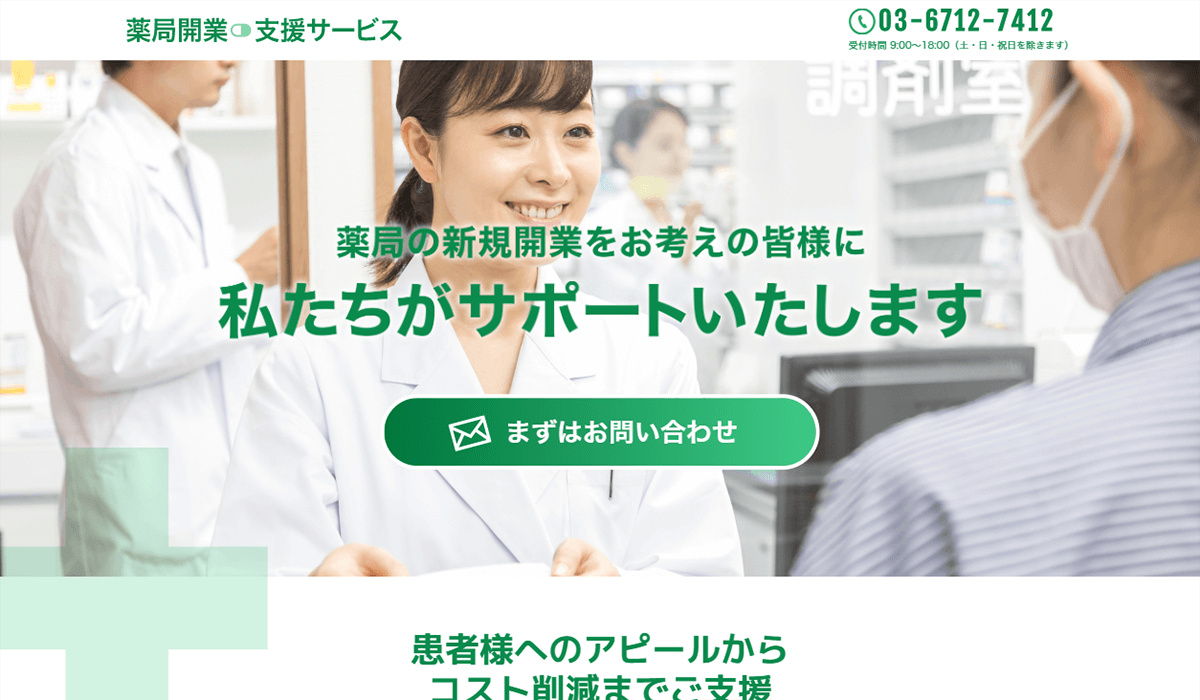 薬局開業支援サービス
03-6712-7412
受付時間 9:00〜18:00（土・日・祝日を除きます）
調剤室
薬局の新規開業をお考えの皆様に
私たちがサポートいたします
まずはお問い合わせ
患者様へのアピールから
コスト削減までご支援